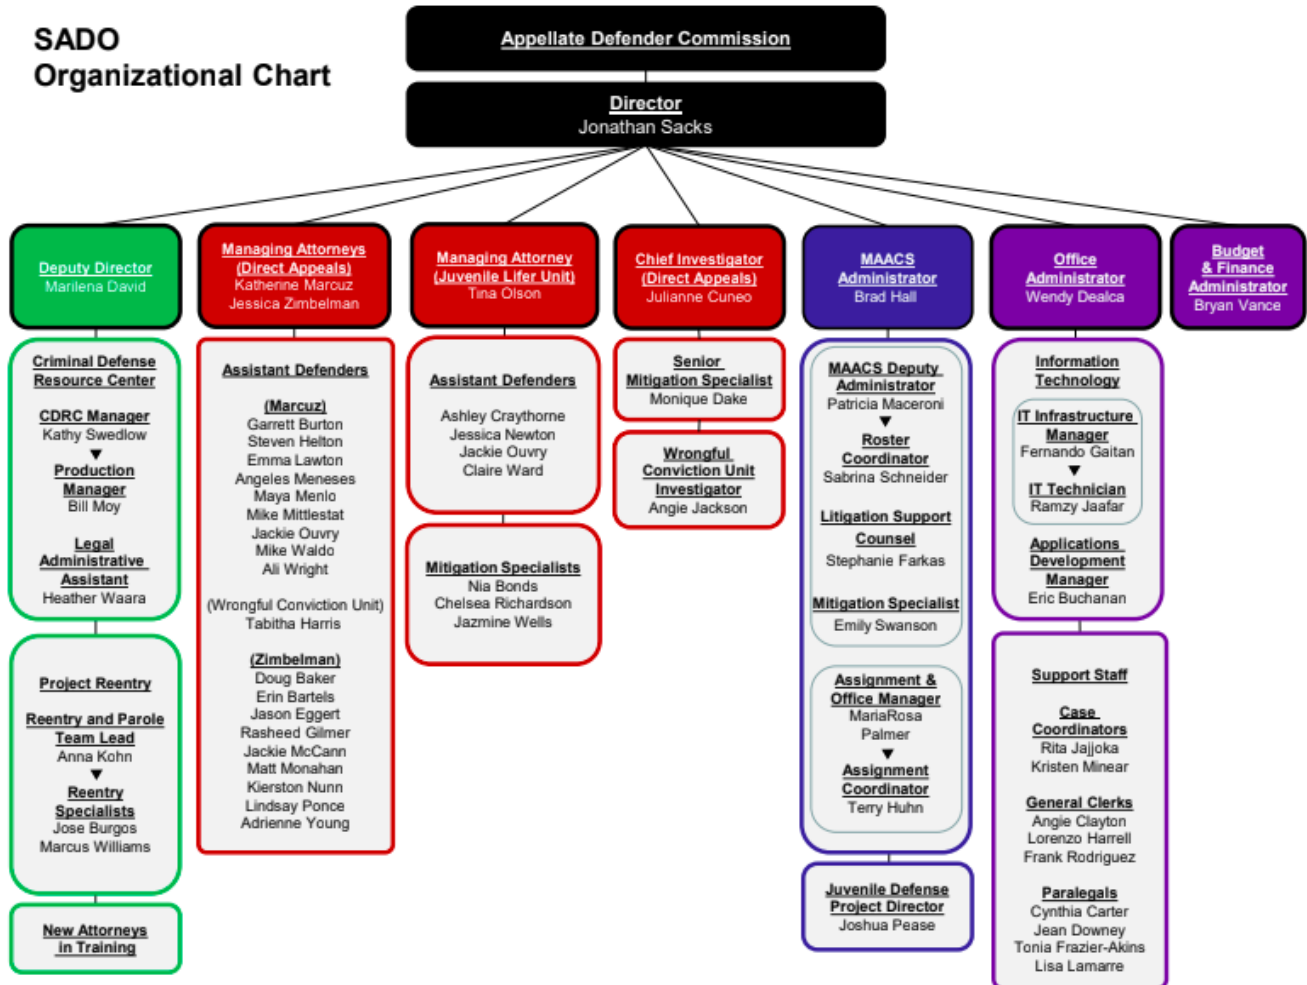 SADO
Organizational Chart
Appellate Defender Commission
Director
Jonathan Sacks
Deputy Director
Marilena David
Criminal Defense
Resource Center
CDRC Manager
Kathy Swedlow
▼
Production
Manager
Bill Moy
Legal
Administrative
Assistant
Heather Waara
Project Reentry
Reentry and Parole
Team Lead
Anna Kohn
▼
Reentry
Specialists
Jose Burgos
Marcus Williams
New Attorneys
in Training
Managing Attorneys
(Direct Appeals)
Katherine Marcuz
Jessica Zimbelman
Assistant Defenders
(Marcuz)
Garrett Burton
Steven Helton
Emma Lawton
Angeles Meneses
Maya Menlo
Mike Mittlestat
Jackie Ouvry
Mike Waldo
Ali Wright
(Wrongful Conviction Unit)
Tabitha Harris
(Zimbelman)
Doug Baker
Erin Bartels
Jason Eggert
Rasheed Gilmer
Jackie McCann
Matt Monahan
Kierston Nunn
Lindsay Ponce
Adrienne Young
Managing Attorney
(Juvenile Lifer Unit)
Tina Olson
Assistant Defenders
Ashley Craythorne
Jessica Newton
Jackie Ouvry
Claire Ward
Mitigation Specialists
Nia Bonds
Chelsea Richardson
Jazmine Wells
Chief Investigator
(Direct Appeals)
Julianne Cuneo
Senior
Mitigation Specialist
Monique Dake
Wrongful
Conviction Unit
Investigator
Angie Jackson
MAACS
Administrator
Brad Hall
MAACS Deputy
Administrator
Patricia Maceroni
▼
Roster
Coordinator
Sabrina Schneider
Litigation Support
Counsel
Stephanie Farkas
Mitigation Specialist
Emily Swanson
Assignment &
Office Manager
MariaRosa
Palmer
▼
Assignment
Coordinator
Terry Huhn
Juvenile Defense
Project Director
Joshua Pease
Office
Administrator
Wendy Dealca
Information
Technology
IT Infrastructure
Manager
Fernando Gaitan
▼
IT Technician
Ramzy Jaafar
Applications
Development
Manager
Eric Buchanan
Support Staff
Case
Coordinators
Rita Jajjoka
Kristen Minear
General Clerks
Angie Clayton
Lorenzo Harrell
Frank Rodriguez
Paralegals
Cynthia Carter
Jean Downey
Tonia Frazier-Akins
Lisa Lamarre
Budget
& Finance
Administrator
Bryan Vance